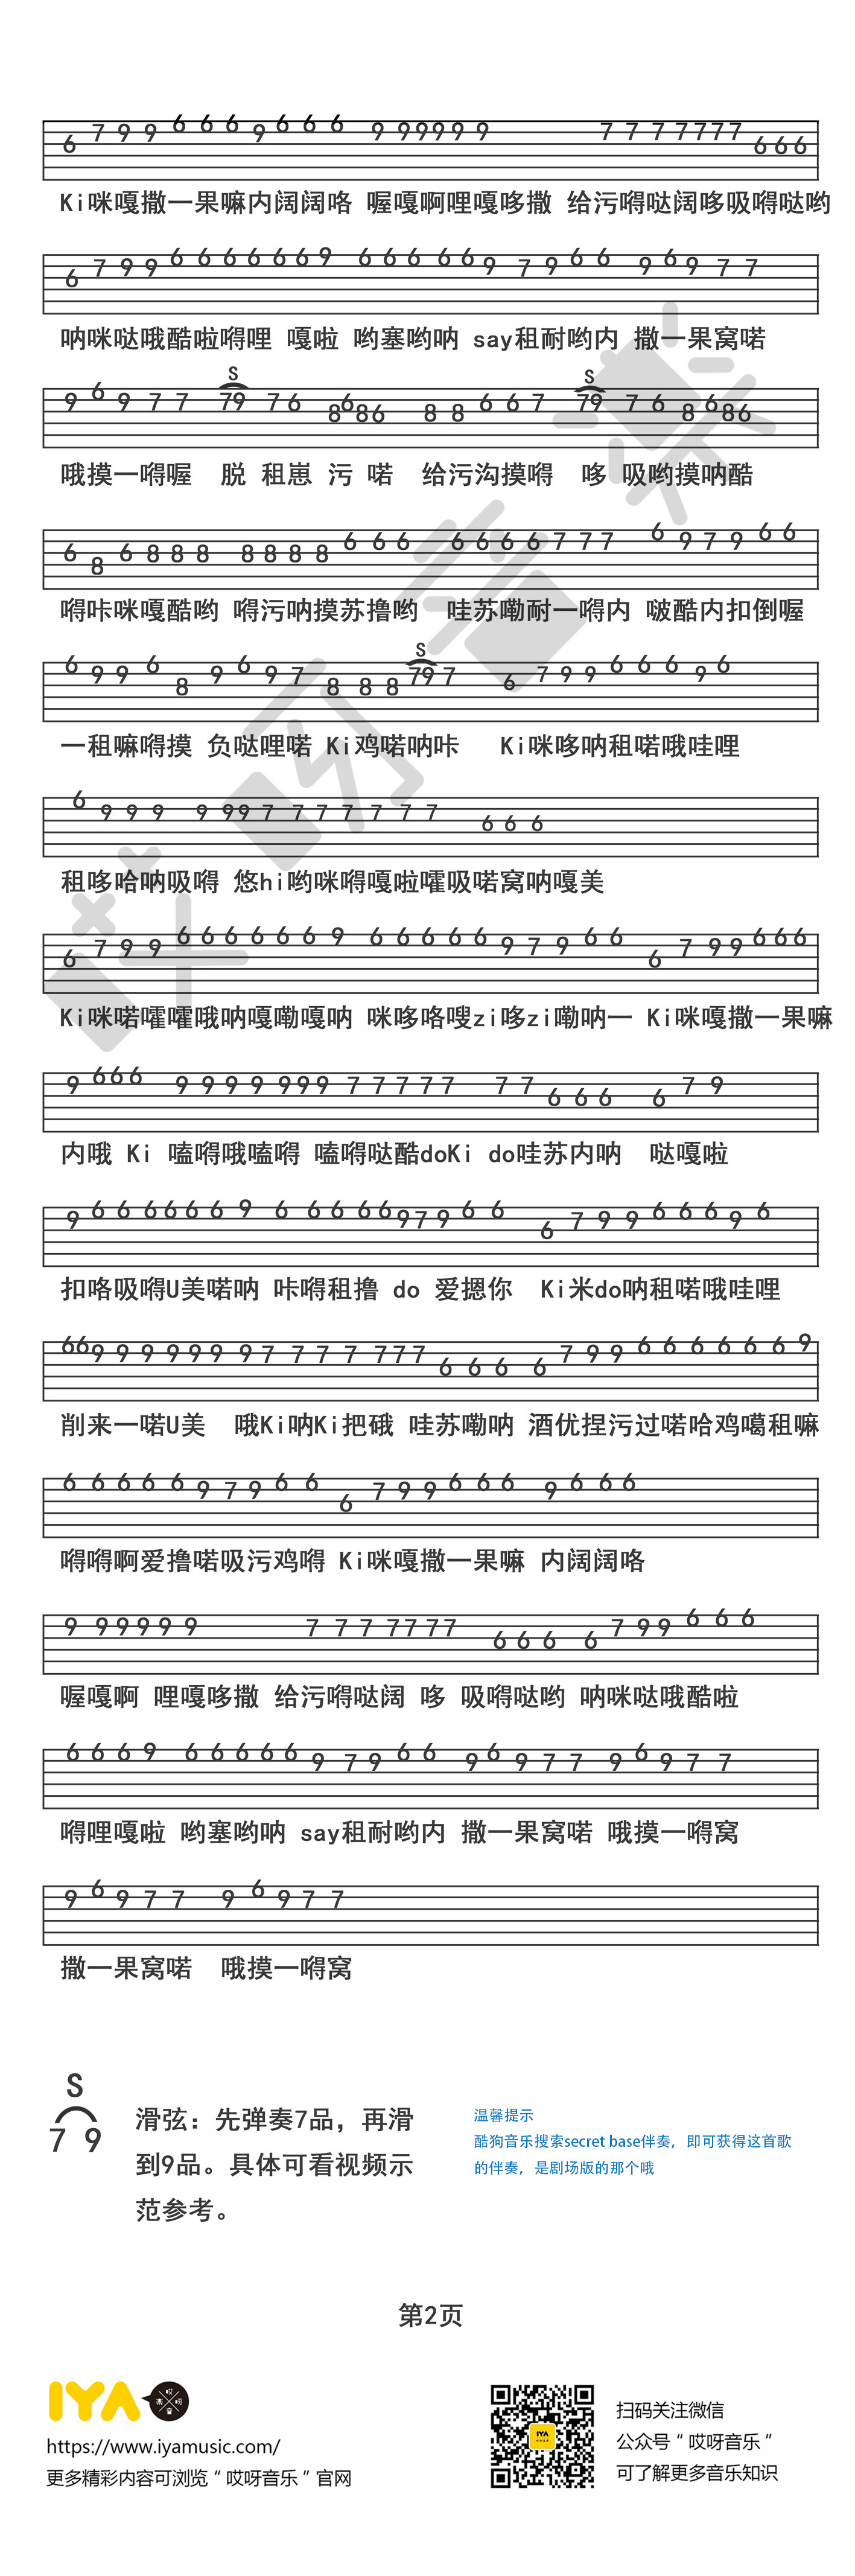 6 7 9 9 6 6 6 9 6 6 6 9 9 9 9 9 9 7 7 7 7 7 7 7 6 6 6
Ki咪嘎撒一果嘛内阔阔咯 喔嘎啊哩嘎哆撒 给污嘚哒阔哆吸嘚哒哟
6 7 9 9 6 6 6 6 6 6 9 6 6 6 6 6 9 7 9 6 6 9 6 9 7 7
呐咪哒哦酷啦嘚哩 嘎啦 哟塞哟呐 say租耐哟内 撒一果窝喏
S S
9 6 9 7 7 79 7 6 8 6 8 6 8 8 6 6 7 79 7 6 8 6 8 6
哦摸一嘚喔 脱 租崽 污 喏 给污沟摸嘚 哆 吸哟摸呐酷
6 8 6 8 8 8 8 8 8 8 6 6 6 6 6 6 6 7 7 7 6 9 7 9 6 6
嘚咔咪嘎酷哟 嘚污呐摸苏撸哟 哇苏嘞耐一嘚内 啵酷内扣倒喔
S
6 9 9 6 8 9 6 9 7 8 8 8 79 7 6 7 9 9 6 6 6 9 6
一租嘛嘚摸 负哒哩喏 Ki鸡喏呐咔 Ki咪哆呐租喏哦哇哩
6 9 9 9 9 9 9 7 7 7 7 7 7 7 6 6 6
租哆哈呐吸嘚 悠hi哟咪嘚嘎啦嚯吸喏窝呐嘎美
6 7 9 9 6 6 6 6 6 6 9 6 6 6 6 6 9 7 9 6 6 6 7 9 9 6 6 6
Ki咪喏嚯嚯哦呐嘎嘞嘎呐 咪哆咯嗖zi哆zi嘞呐一 Ki咪嘎撒一果嘛
9 6 6 6 9 9 9 9 9 9 9 7 7 7 7 7 7 7 6 6 6 6 7 9
内哦 Ki 嗑嘚哦嗑嘚 嗑嘚哒酷doKi do哇苏内呐 哒嘎啦
9 6 6 6 6 6 6 9 6 6 6 6 6 9 7 9 6 6 6 7 9 9 6 6 6 9 6
扣咯吸嘚U美喏呐 咔嘚租撸 do 爱摁你 Ki米do呐租喏哦哇哩
6 6 9 9 9 9 9 9 9 7 7 7 7 7 7 7 6 6 6 6 7 9 9 6 6 6 6 6 6 9
削来一喏U美 哦Ki呐Ki把硪 哇苏嘞呐 酒优捏污过喏哈鸡噶租嘛
6 6 6 6 6 9 7 9 6 6 6 7 9 9 6 6 6 9 6 6 6
嘚嘚啊爱撸喏吸污鸡嘚 Ki咪嘎撒一果嘛 内阔阔咯
9 9 9 9 9 9 7 7 7 7 7 7 7 6 6 6 6 7 9 9 6 6 6
喔嘎啊 哩嘎哆撒 给污嘚哒阔 哆 吸嘚哒哟 呐咪哒哦酷啦
6 6 6 9 6 6 6 6 6 9 7 9 6 6 9 6 9 7 7 9 6 9 7 7
嘚哩嘎啦 哟塞哟呐 say租耐哟内 撒一果窝喏 哦摸一嘚窝
9 6 9 7 7 9 6 9 7 7
撒一果窝喏 哦摸一嘚窝
S
7 9
滑弦：先弹奏7品，再滑
到9品。具体可看视频示
范参考。
温馨提示
酷狗音乐搜索secret base伴奏，即可获得这首歌
的伴奏，是剧场版的那个哦
第2页
IYA 哎呀音乐
https://www.iyamusic.com/
更多精彩内容可浏览“哎呀音乐”官网
IYA
扫码关注微信
公众号“哎呀音乐”
可了解更多音乐知识
哎呀音乐